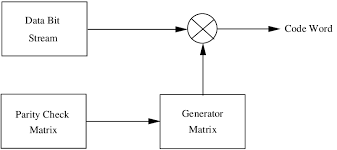 Data Bit
Stream
Code Word
Parity Check
Matrix
Generator
Matrix